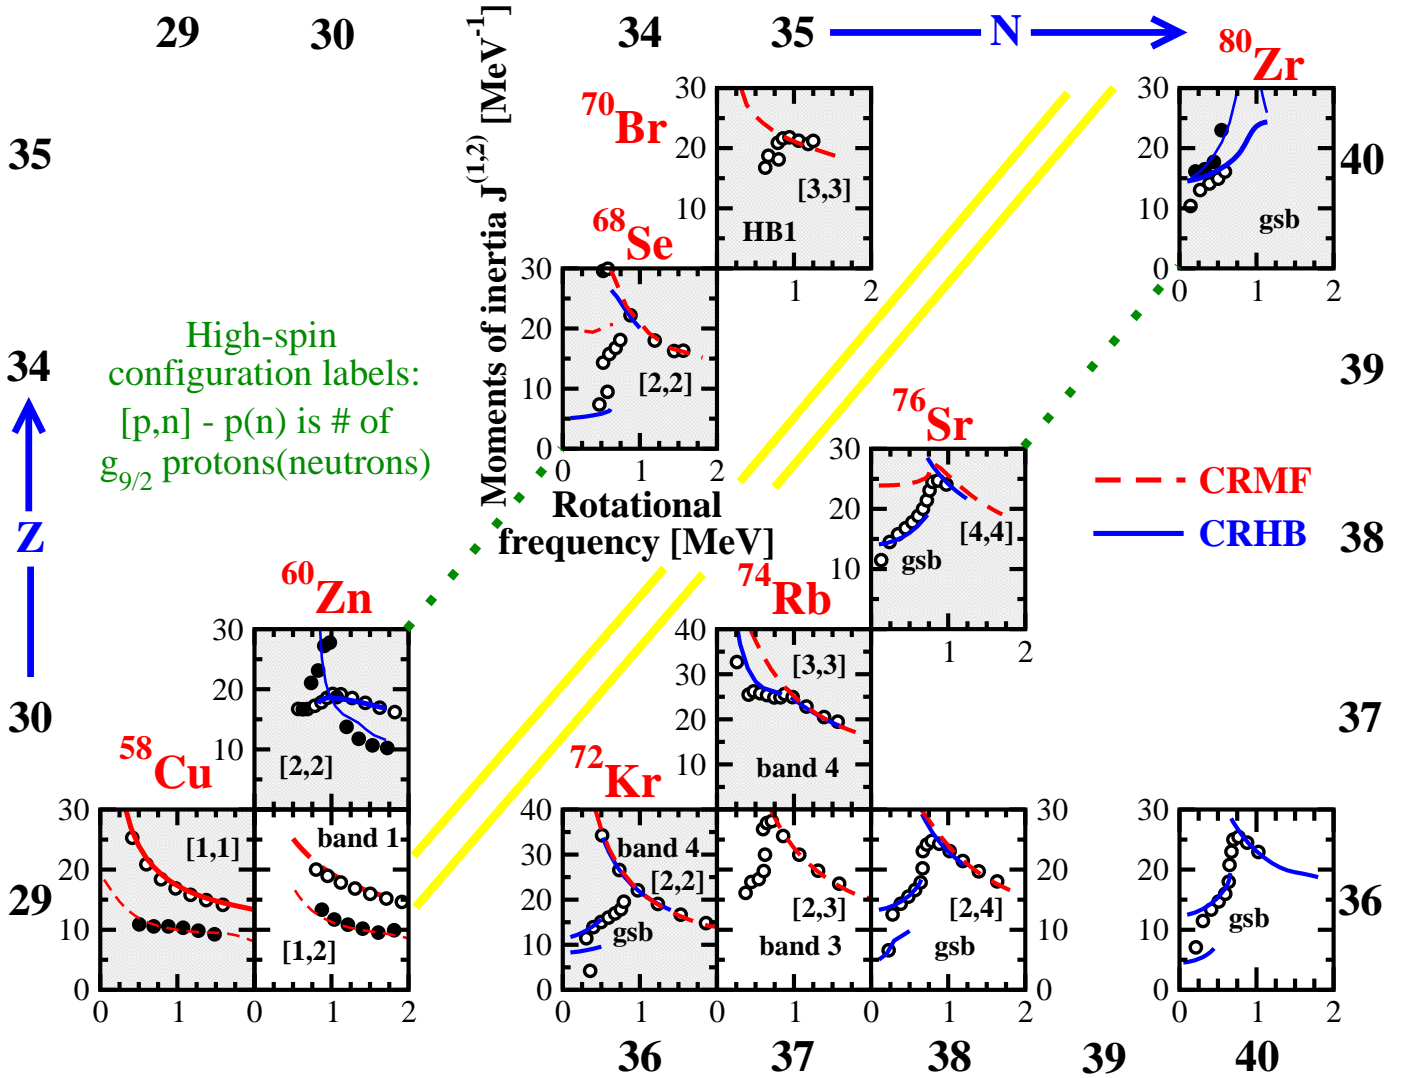 29 30 34 35 N
80Zr
Moments of inertia J(1,2) [MeV-1]
70Br
30
20
10
[3,3]
HB1
1 2
30
20
10
0
gsb
0 1 2
35
40
68Se
30
20
10
0
[2,2]
0 1 2
High-spin
configuration labels:
[p,n] - p(n) is # of
g9/2 protons(neutrons)
34
39
Rotational
frequency [MeV]
76Sr
30
20
10
[4,4]
gsb
1 2
CRMF
CRHB
Z
38
60Zn
30
20
10
[2,2]
74Rb
40
30
20
10
[3,3]
band 4
30
37
58Cu
30
20
10
0
[1,1]
0 1
band 1
[1,2]
0 1 2
72Kr
40
30
20
10
0
band 4
[2,2]
gsb
0 1
[2,3]
band 3
0 1
30
20
10
0
[2,4]
gsb
0 1 2
30
20
10
0
gsb
0 1 2
29
36
36 37 38 39 40